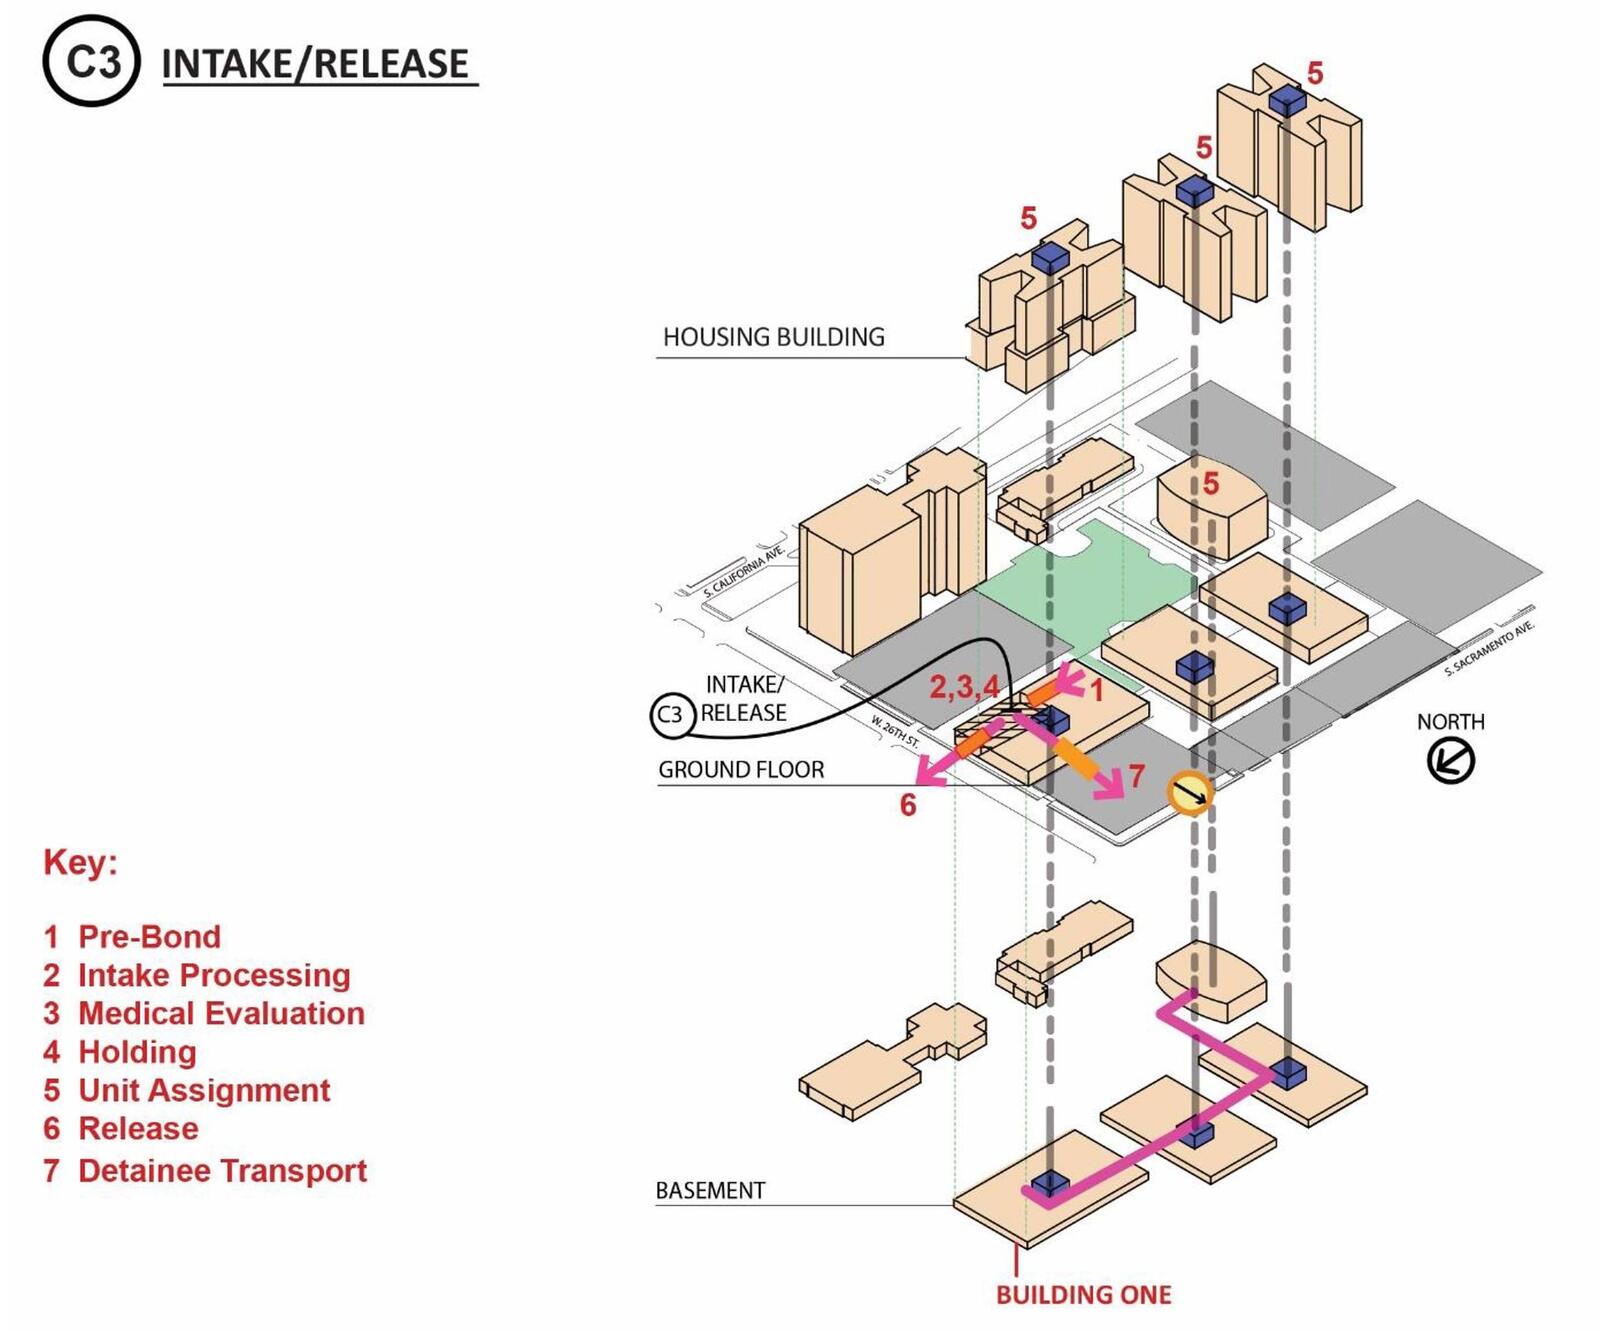 C3 INTAKE/RELEASE
5
5
5
HOUSING BUILDING
5
S. CALIFORNIA AVE.
S. SACRAMENTO AVE.
INTAKE/
C3 RELEASE
2,3,4
1
W. 26TH ST.
NORTH
GROUND FLOOR
7
6
Key:
1 Pre-Bond
2 Intake Processing
3 Medical Evaluation
4 Holding
5 Unit Assignment
6 Release
7 Detainee Transport
BASEMENT
BUILDING ONE